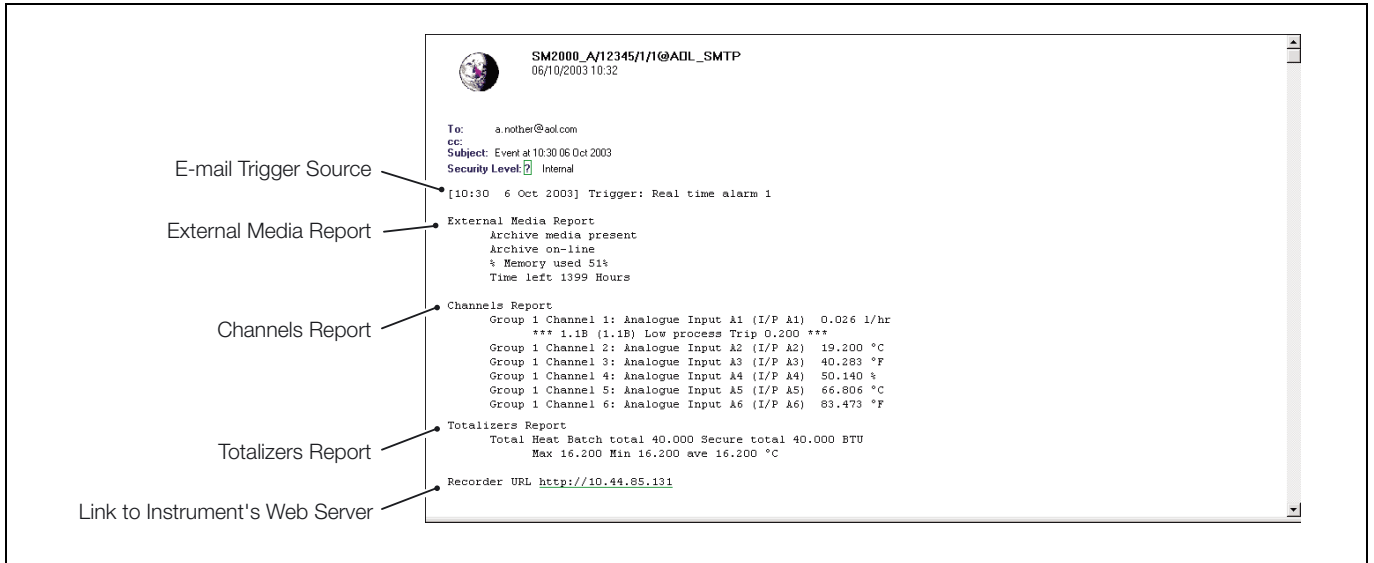 SM2000_A/12345/1/1@AOL_SMTP
06/10/2003 10:32
To: a.nother@aol.com
cc:
Subject: Event at 10:30 06 Oct 2003
Security Level: ? Internal
E-mail Trigger Source
[10:30 6 Oct 2003] Trigger: Real time alarm 1
External Media Report
External Media Report
Archive media present
Archive on-line
% Memory used 51%
Time left 1399 Hours
Channels Report
Channels Report
Group 1 Channel 1: Analogue Input A1 (I/P A1) 0.026 l/hr
*** 1.1B (1.1B) Low process Trip 0.200 ***
Group 1 Channel 2: Analogue Input A2 (I/P A2) 19.200 °C
Group 1 Channel 3: Analogue Input A3 (I/P A3) 40.283 °F
Group 1 Channel 4: Analogue Input A4 (I/P A4) 50.140 %
Group 1 Channel 5: Analogue Input A5 (I/P A5) 66.806 °C
Group 1 Channel 6: Analogue Input A6 (I/P A6) 83.473 °F
Totalizers Report
Totalizers Report
Total Heat Batch total 40.000 Secure total 40.000 BTU
Max 16.200 Min 16.200 ave 16.200 °C
Link to Instrument's Web Server
Recorder URL http://10.44.85.131